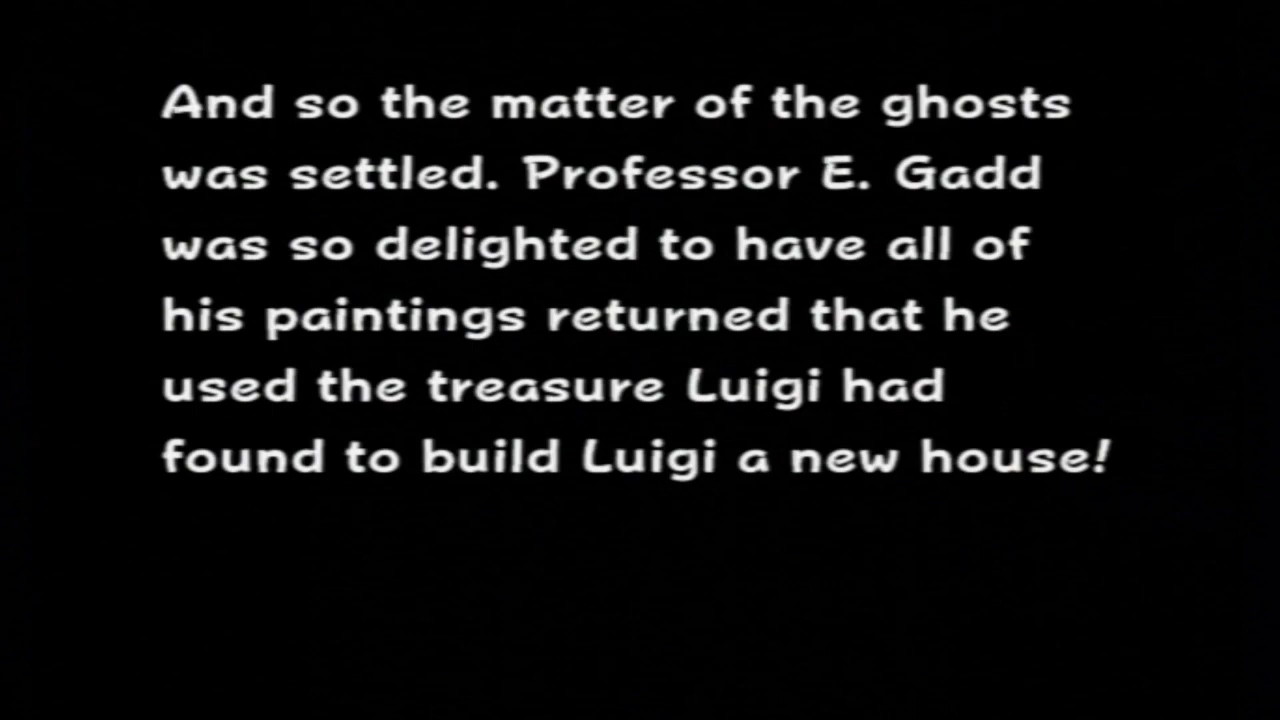 And so the matter of the ghosts
was settled. Professor E. Gadd
was so delighted to have all of
his paintings returned that he
used the treasure Luigi had
found to build Luigi a new house!